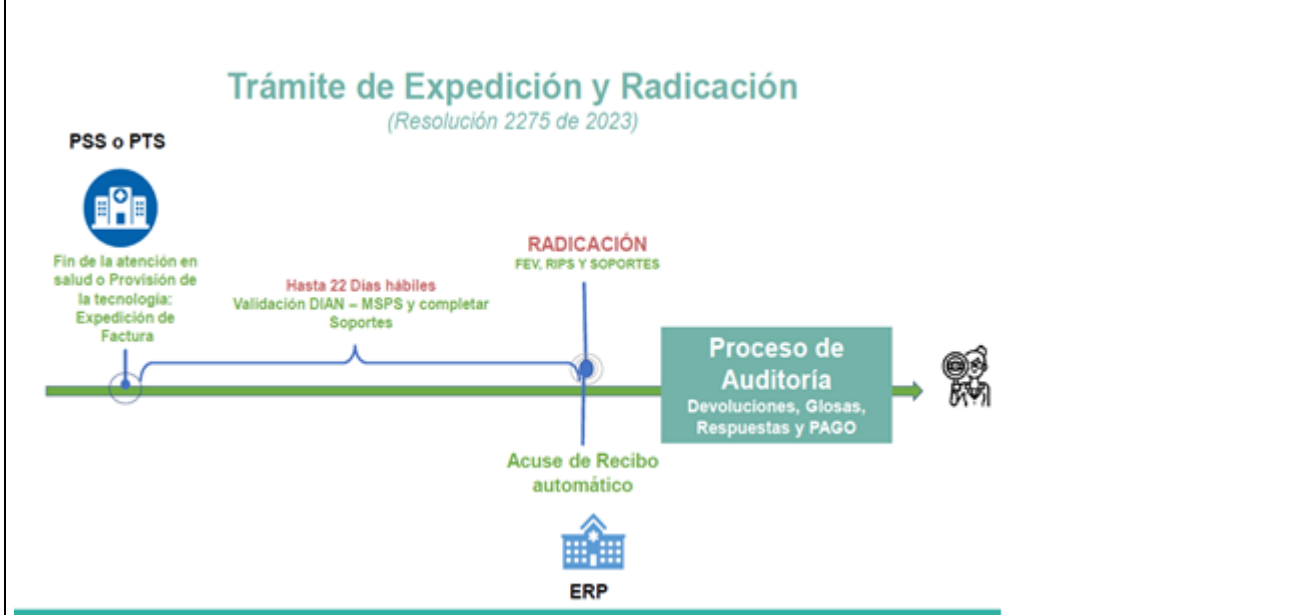 Trámite de Expedición y Radicación
(Resolución 2275 de 2023)
PSS o PTS
Fin de la atención en
salud o Provisión de
la tecnología:
Expedición de
Factura
Hasta 22 Dias hábiles
Validación DIAN – MSPS y completar
Soportes
RADICACIÓN
FEV, RIPS Y SOPORTES
Proceso de
Auditoría
Devoluciones, Glosas,
Respuestas y PAGO
Acuse de Recibo
automático
ERP